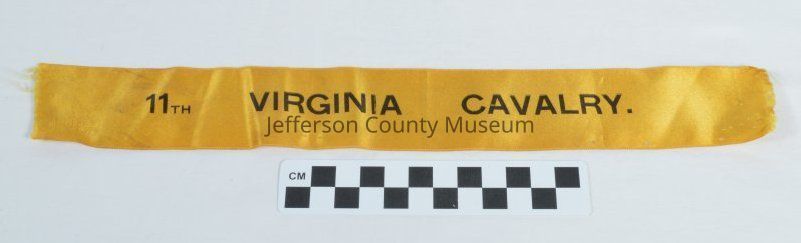 11TH VIRGINIA CAVALRY.
Jefferson County Museum
CM